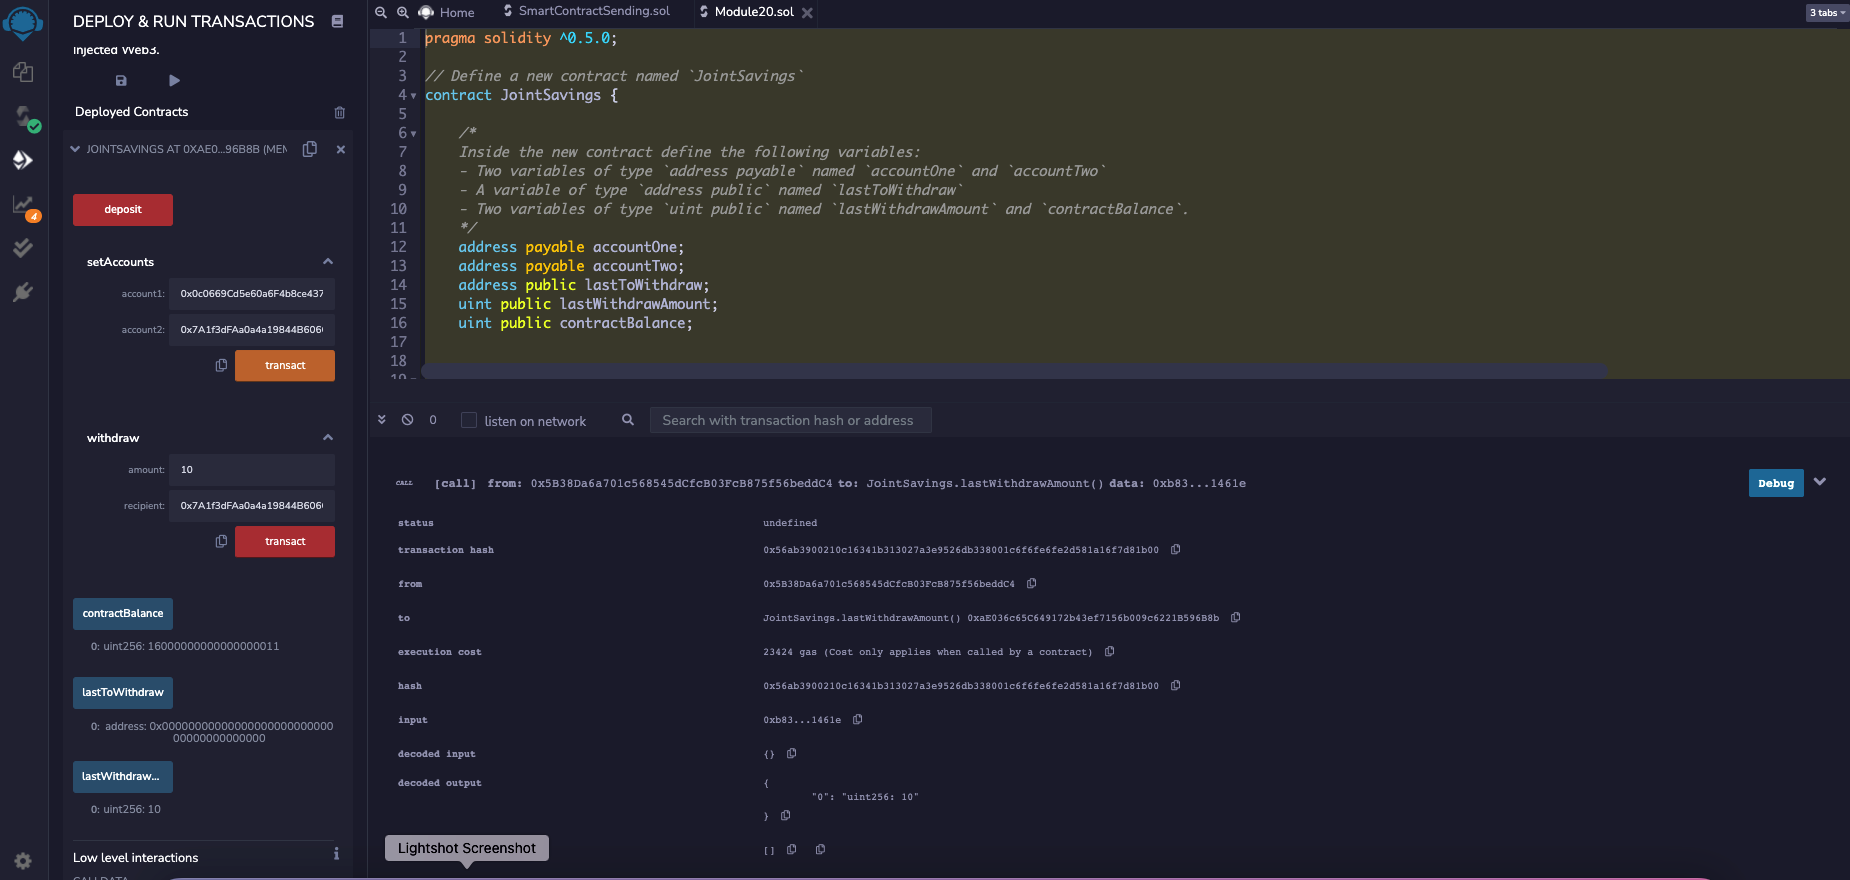 DEPLOY & RUN TRANSACTIONS
Injected Web3.
Deployed Contracts
JOINTSAVINGS AT 0XAE0...96B8B (MEM
deposit
setAccounts
account1: 0x0c0669Cd5e60a6F4b8ce437
account2: 0x7A1f3dFAa0a4a19844B606
transact
withdraw
amount: 10
recipient: 0x7A1f3dFAa0a4a19844B606
transact
contractBalance
0: uint256: 16000000000000000011
lastToWithdraw
0: address: 0x00000000000000000000000000
00000000000000
lastWithdraw...
0: uint256: 10
Low level interactions
i
CALLDATA
4
Home
SmartContractSending.sol
Module20.sol
3 tabs
1 pragma solidity ^0.5.0;
2
3 // Define a new contract named `JointSavings`
4 contract JointSavings {
5
6 /*
7 Inside the new contract define the following variables:
8 - Two variables of type `address payable` named `accountOne` and `accountTwo`
9 - A variable of type `address public` named `lastToWithdraw`
10 - Two variables of type `uint public` named `lastWithdrawAmount` and `contractBalance`.
11 */
12 address payable accountOne;
13 address payable accountTwo;
14 address public lastToWithdraw;
15 uint public lastWithdrawAmount;
16 uint public contractBalance;
17
18
19
0 listen on network Search with transaction hash or address
CALL [call] from: 0x5B38Da6a701c568545dCfcB03FcB875f56beddC4 to: JointSavings.lastWithdrawAmount() data: 0xb83...1461e
Debug
status undefined
transaction hash 0x56ab3900210c16341b313027a3e9526db338001c6f6fe6fe2d581a16f7d81b00
from 0x5B38Da6a701c568545dCfcB03FcB875f56beddC4
to JointSavings.lastWithdrawAmount() 0xaE036c65C649172b43ef7156b009c6221B596B8b
execution cost 23424 gas (Cost only applies when called by a contract)
hash 0x56ab3900210c16341b313027a3e9526db338001c6f6fe6fe2d581a16f7d81b00
input 0xb83...1461e
decoded input {}
decoded output {
"0": "uint256: 10"
}
[]
Lightshot Screenshot